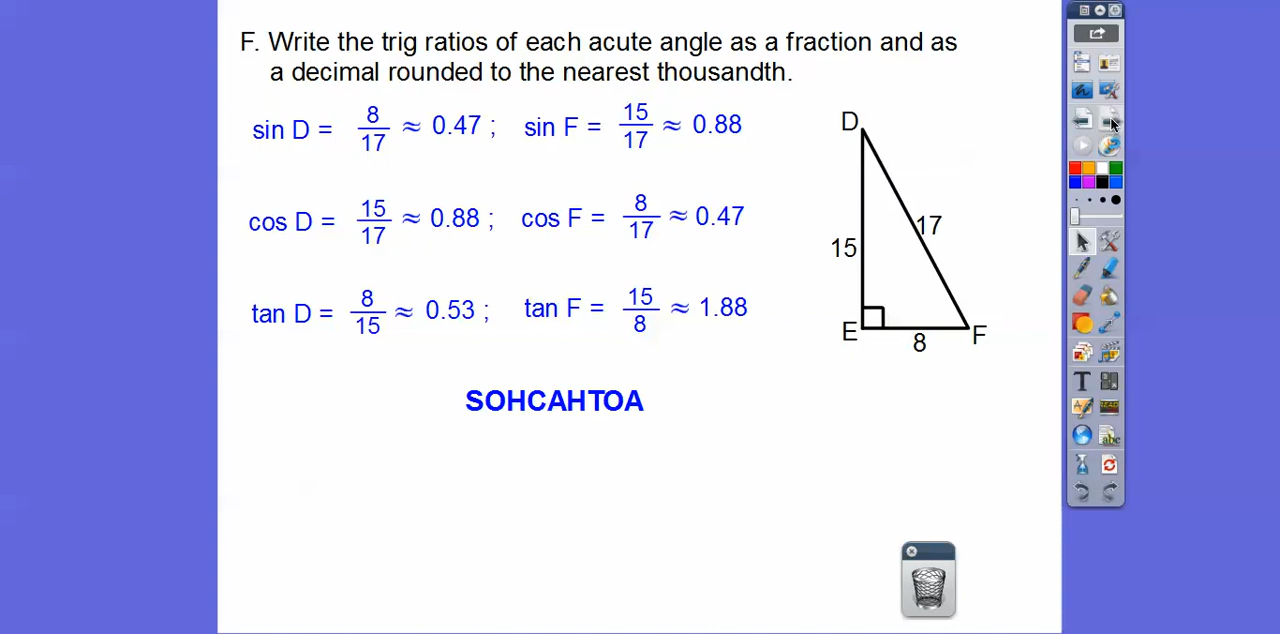 F. Write the trig ratios of each acute angle as a fraction and as
a decimal rounded to the nearest thousandth.
sin D = 8/17 ≈ 0.47 ; sin F = 15/17 ≈ 0.88
cos D = 15/17 ≈ 0.88 ; cos F = 8/17 ≈ 0.47
tan D = 8/15 ≈ 0.53 ; tan F = 15/8 ≈ 1.88
SOHCAHTOA
D
17
15
E
8
F
T
abc